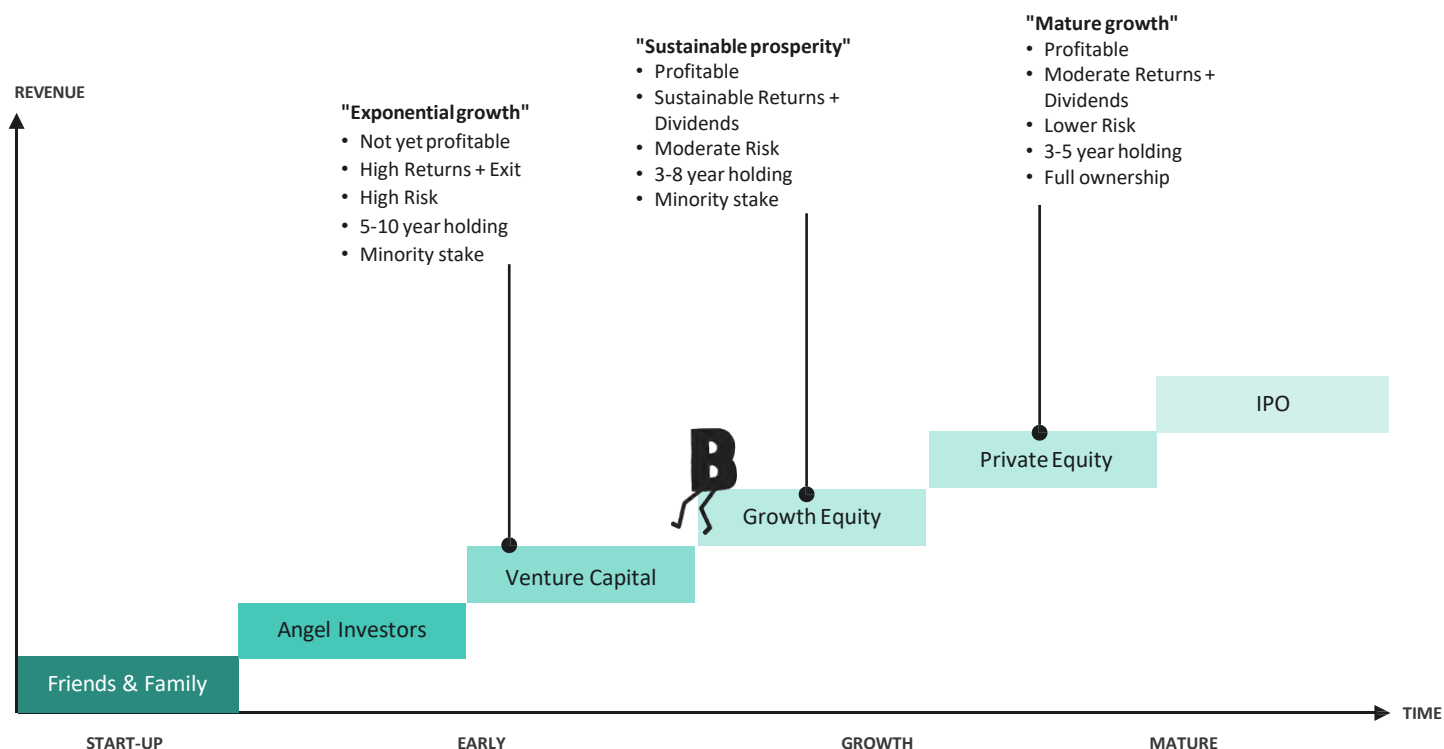 REVENUE
"Exponential growth"
• Not yet profitable
• High Returns + Exit
• High Risk
• 5-10 year holding
• Minority stake
"Sustainable prosperity"
• Profitable
• Sustainable Returns +
Dividends
• Moderate Risk
• 3-8 year holding
• Minority stake
"Mature growth"
• Profitable
• Moderate Returns +
Dividends
• Lower Risk
• 3-5 year holding
• Full ownership
IPO
Private Equity
B
Growth Equity
Venture Capital
Angel Investors
Friends & Family
TIME
START-UP
EARLY
GROWTH
MATURE